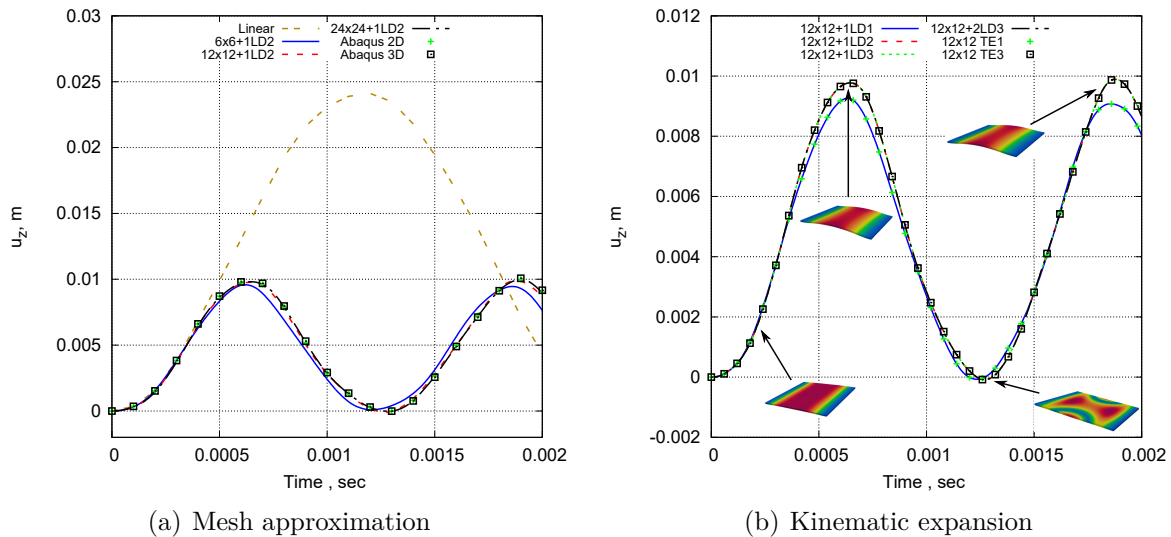 Linear
6x6+1LD2
12x12+1LD2
24x24+1LD2
Abaqus 2D
Abaqus 3D
0.03
0.025
0.02
0.015
0.01
0.005
0
u_z, m
0 0.0005 0.001 0.0015 0.002
Time , sec
(a) Mesh approximation
12x12+1LD1
12x12+1LD2
12x12+1LD3
12x12+2LD3
12x12 TE1
12x12 TE3
0.012
0.01
0.008
0.006
0.004
0.002
0
-0.002
u_z, m
0 0.0005 0.001 0.0015 0.002
Time , sec
(b) Kinematic expansion